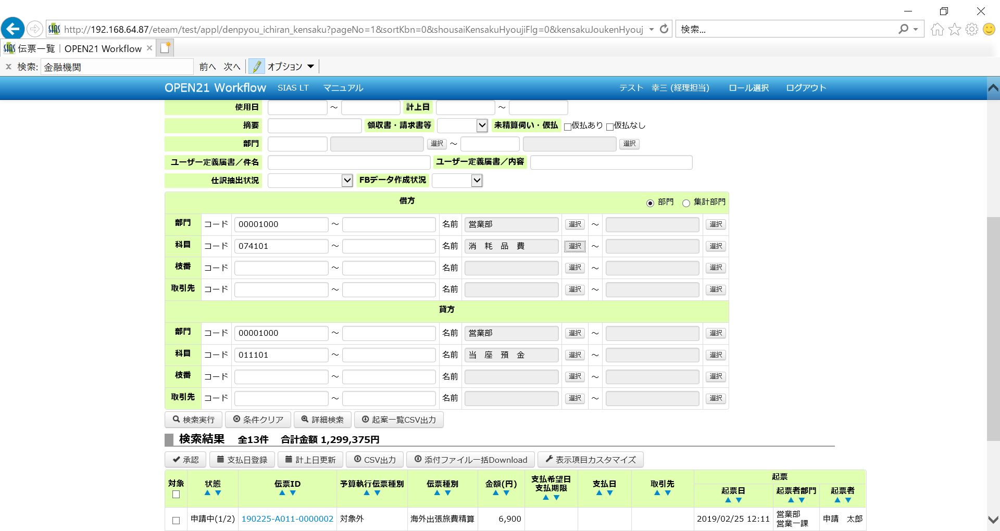 http://192.168.64.87/eteam/test/appl/denpyou_ichiran_kensaku?pageNo=1&sortKbn=0&shousaiKensakuHyoujiFlg=0&kensakuJoukenHyouj 検索...
伝票一覧 | OPEN21 Workflow
検索: 金融機関 前へ 次へ オプション
OPEN21 Workflow SIAS LT マニュアル テスト 幸三 (経理担当) ロール選択 ログアウト
使用日 ～ 計上日 ～
摘要 領収書・請求書等 未精算伺い・仮払 仮払あり 仮払なし
部門 選択 ～ 選択
ユーザー定義届書／件名 ユーザー定義届書／内容
仕訳抽出状況 FBデータ作成状況
借方 部門 集計部門
部門 コード 00001000 ～ 名前 営業部 選択 ～ 選択
科目 コード 074101 ～ 名前 消 耗 品 費 選択 ～ 選択
枝番 コード ～ 名前 選択 ～ 選択
取引先 コード ～ 名前 選択 ～ 選択
貸方
部門 コード 00001000 ～ 名前 営業部 選択 ～ 選択
科目 コード 011101 ～ 名前 当 座 預 金 選択 ～ 選択
枝番 コード ～ 名前 選択 ～ 選択
取引先 コード ～ 名前 選択 ～ 選択
検索実行 条件クリア 詳細検索 起案一覧CSV出力
検索結果 全13件 合計金額 1,299,375円
承認 支払日登録 計上日更新 CSV出力 添付ファイル一括Download 表示項目カスタマイズ
対象 状態 伝票ID 予算執行伝票種別 伝票種別 金額(円) 支払希望日 支払期限 支払日 取引先 起票
起票日 起票者部門 起票者
申請中(1/2) 190225-A011-0000002 対象外 海外出張旅費精算 6,900 2019/02/25 12:11 営業部 営業一課 申請 太郎